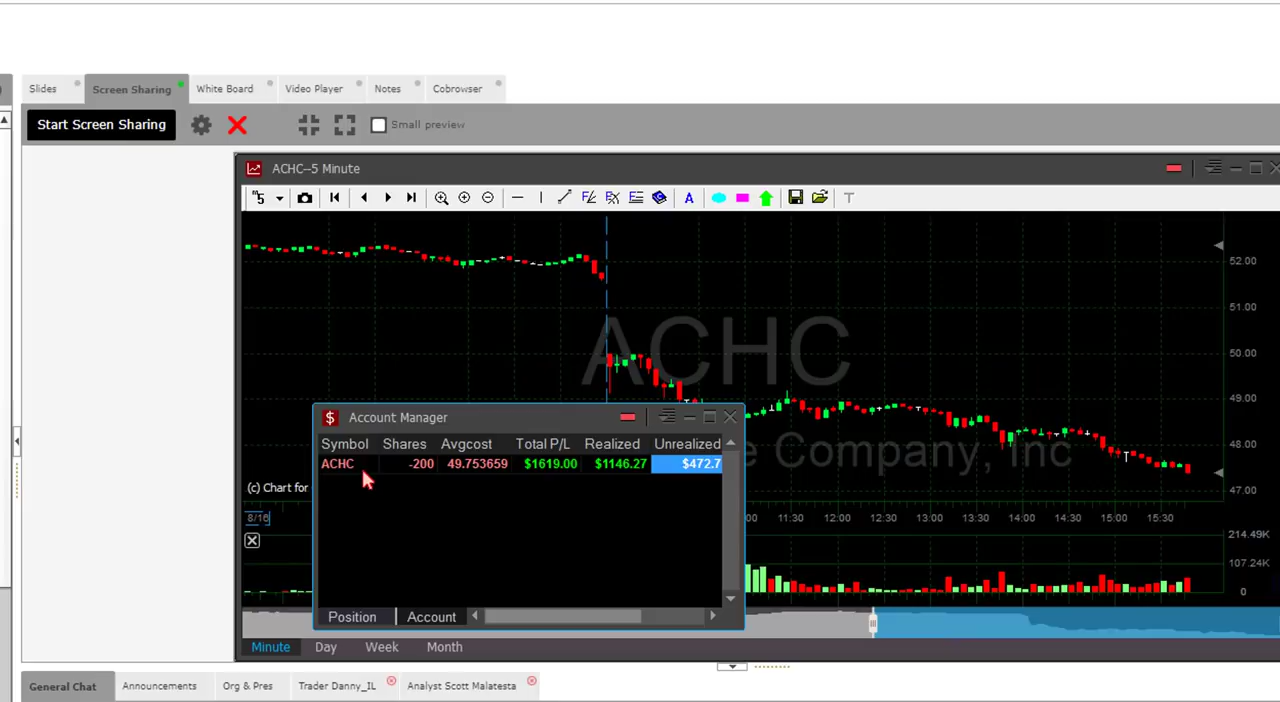 Slides Screen Sharing White Board Video Player Notes Cobrowser
Start Screen Sharing Small preview
ACHC--5 Minute
5 A T
52.00
51.00
50.00
49.00
48.00
47.00
ACHC
Company, Inc
Account Manager
Symbol Shares Avgcost Total P/L Realized Unrealized
ACHC -200 49.753659 $1619.00 $1146.27 $472.7
(c) Chart for
8/16
11:30 12:00 12:30 13:00 13:30 14:00 14:30 15:00 15:30
214.49K
107.24K
0
Position Account
Minute Day Week Month
General Chat Announcements Org & Pres Trader Danny_IL Analyst Scott Malatesta